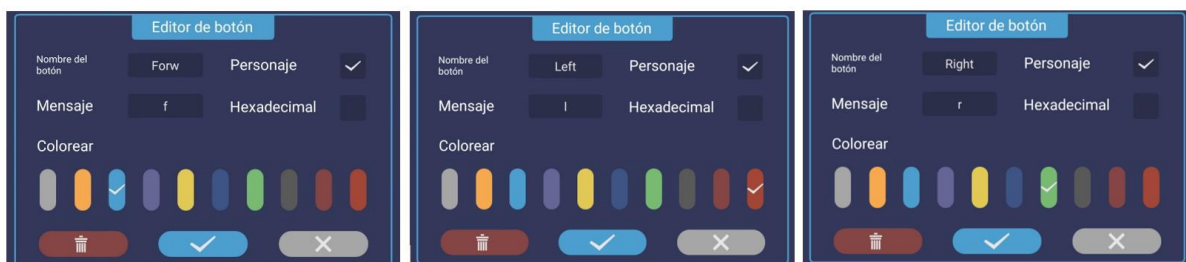 Editor de botón
Nombre del botón
Forw
Personaje
Mensaje
f
Hexadecimal
Colorear
Editor de botón
Nombre del botón
Left
Personaje
Mensaje
l
Hexadecimal
Colorear
Editor de botón
Nombre del botón
Right
Personaje
Mensaje
r
Hexadecimal
Colorear